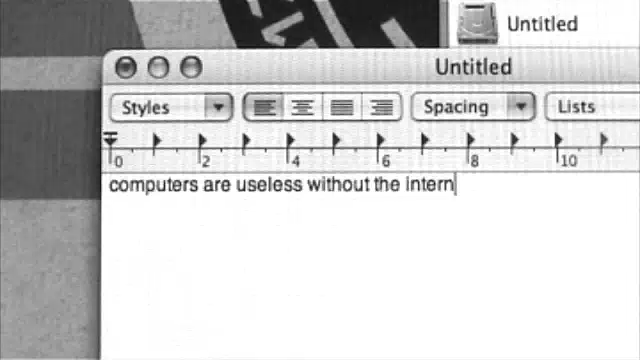 Untitled
Untitled
Styles
Spacing
Lists
0 2 4 6 8 10
computers are useless without the intern